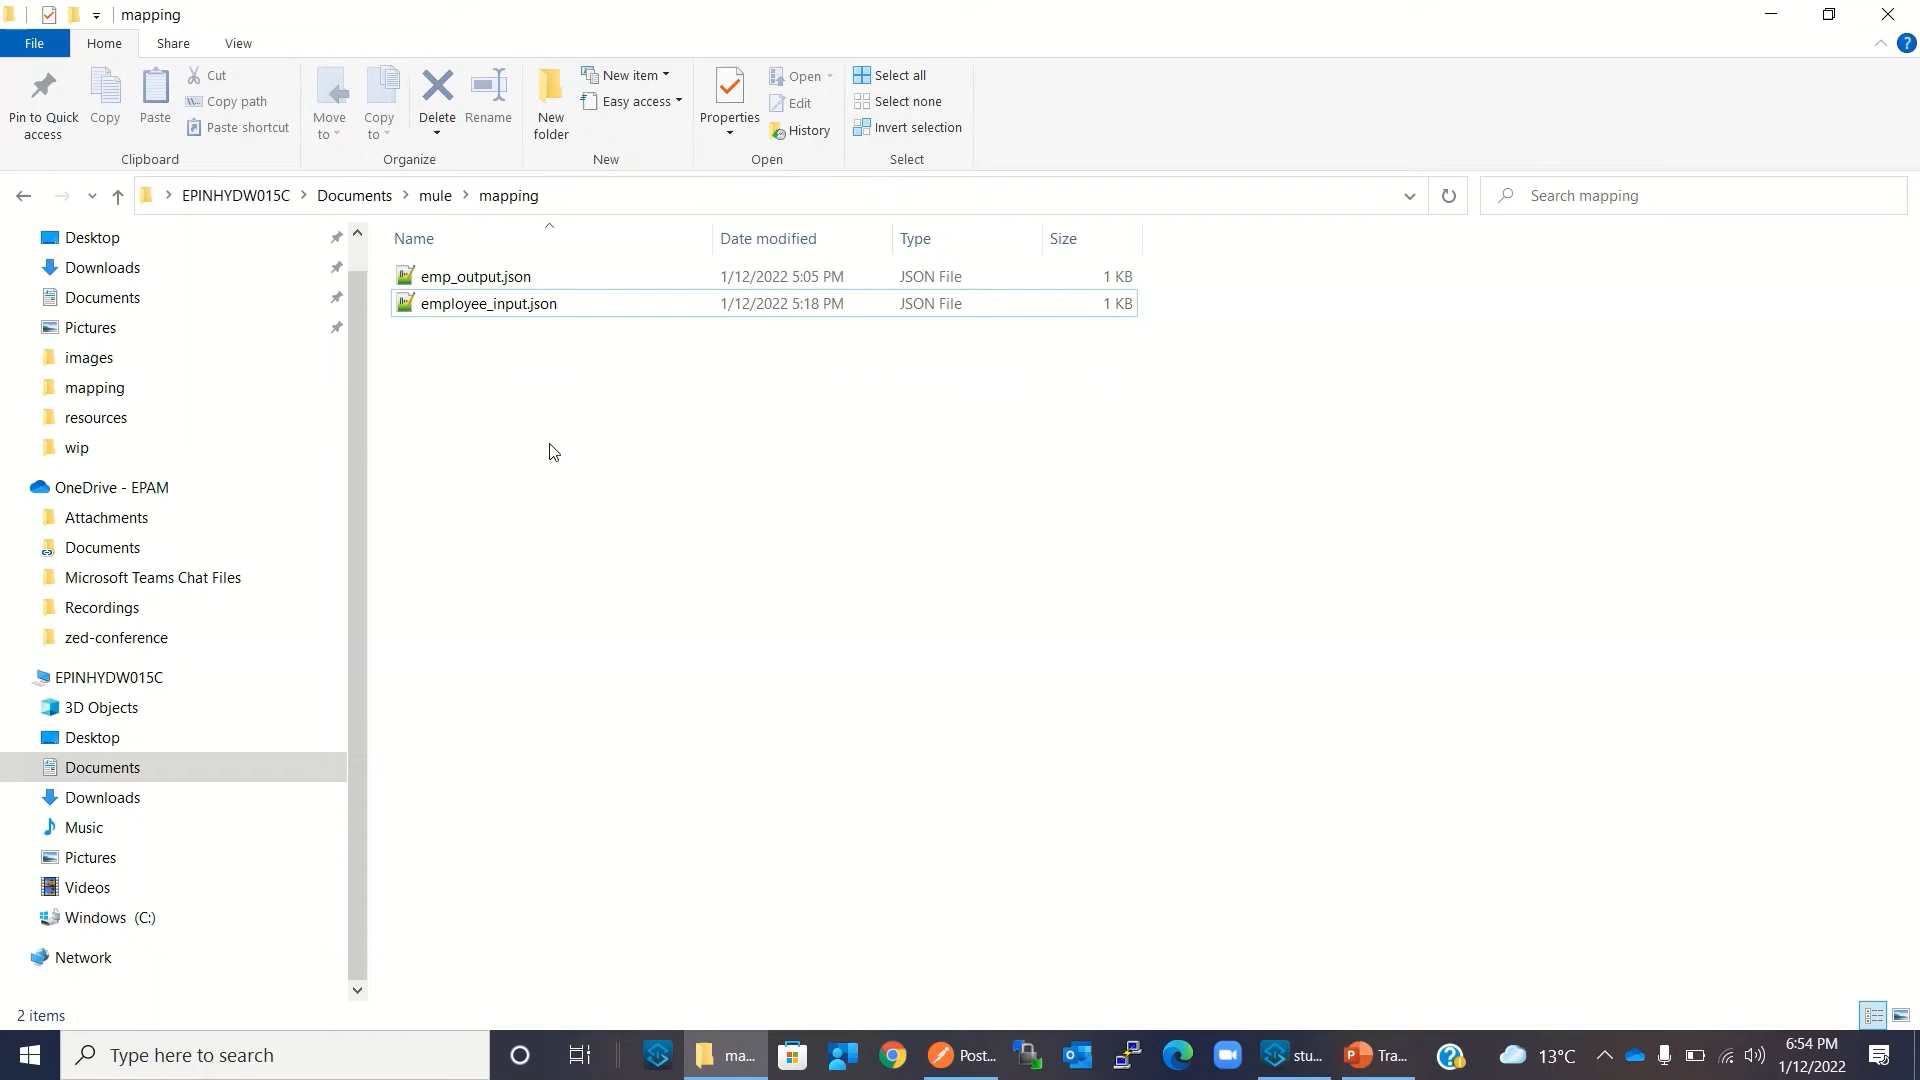 mapping
File Home Share View
Pin to Quick access
Copy
Paste
Cut
Copy path
Paste shortcut
Clipboard
Move to
Copy to
Delete
Rename
Organize
New folder
New item
Easy access
New
Properties
Open
Edit
History
Open
Select all
Select none
Invert selection
Select
EPINHYDW015C > Documents > mule > mapping
Search mapping
Desktop
Downloads
Documents
Pictures
images
mapping
resources
wip
OneDrive - EPAM
Attachments
Documents
Microsoft Teams Chat Files
Recordings
zed-conference
EPINHYDW015C
3D Objects
Desktop
Documents
Downloads
Music
Pictures
Videos
Windows (C:)
Network
Name Date modified Type Size
emp_output.json 1/12/2022 5:05 PM JSON File 1 KB
employee_input.json 1/12/2022 5:18 PM JSON File 1 KB
2 items
Type here to search
ma...
Post...
stu...
Tra...
13°C
6:54 PM
1/12/2022